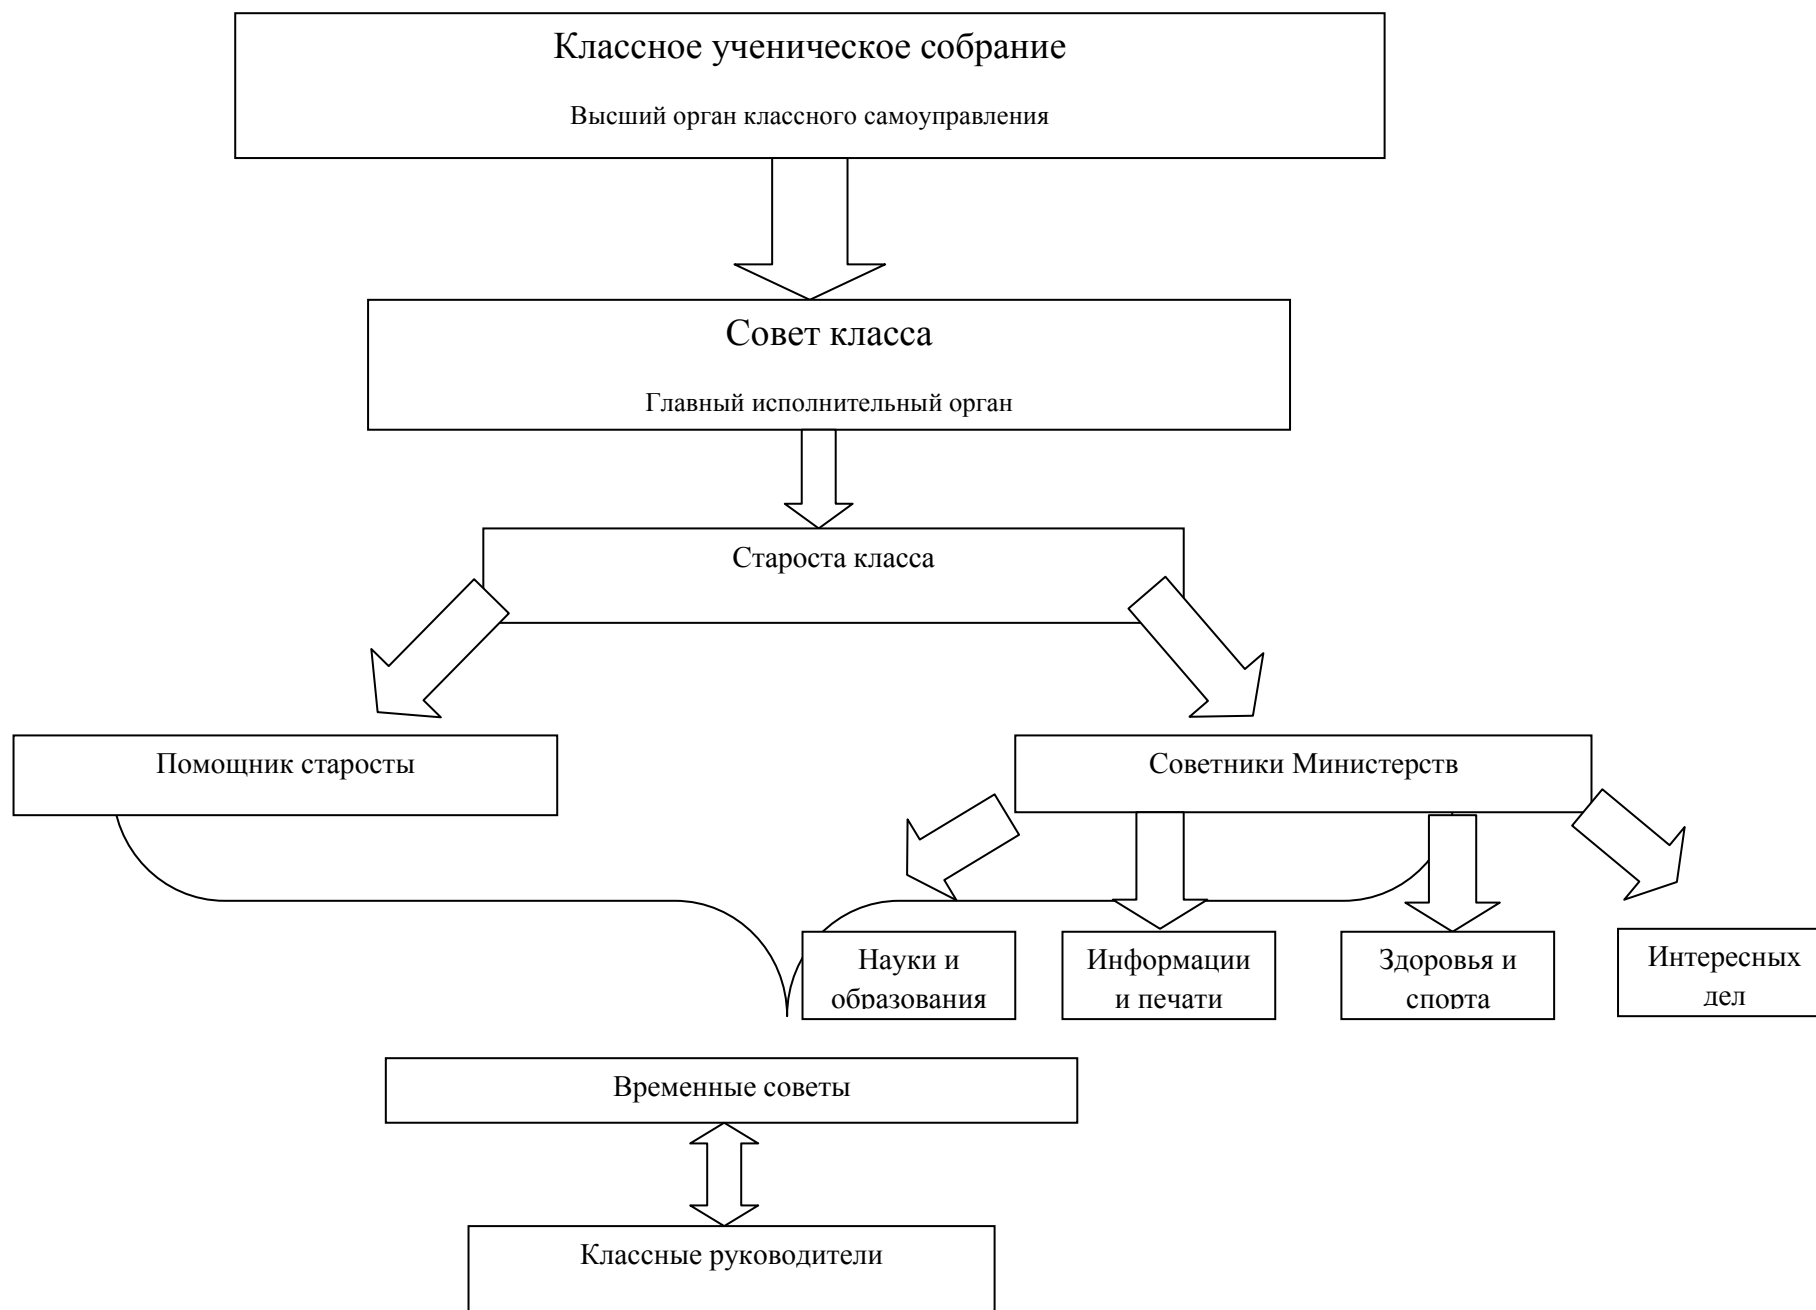 Классное ученическое собрание
Высший орган классного самоуправления
Совет класса
Главный исполнительный орган
Староста класса
Помощник старосты
Советники Министерств
Науки и
образования
Информации
и печати
Здоровья и
спорта
Интересных
дел
Временные советы
Классные руководители